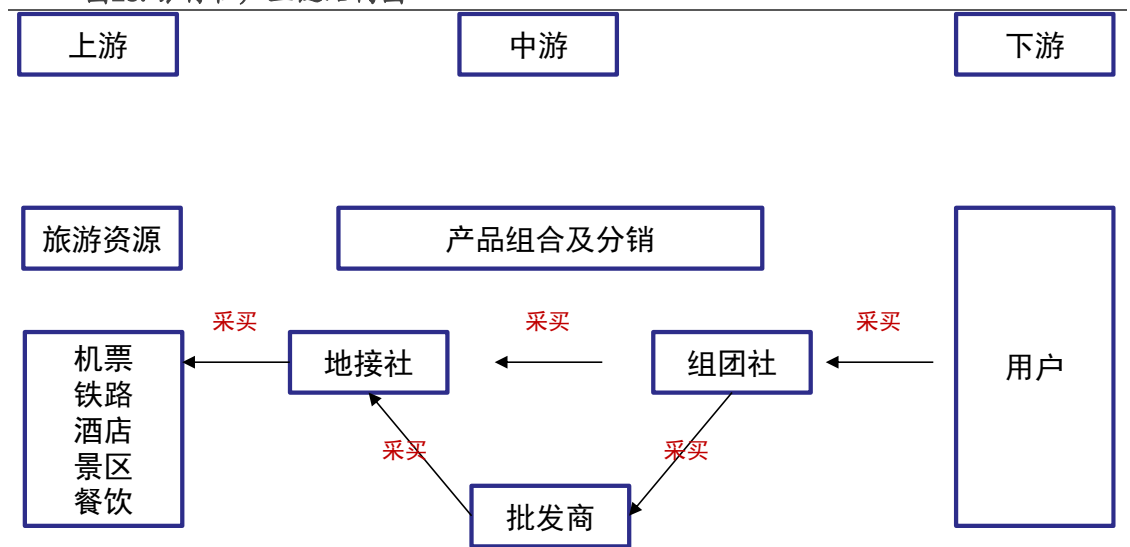 上游
中游
下游
旅游资源
产品组合及分销
采买
采买
采买
机票
铁路
酒店
景区
餐饮
地接社
组团社
用户
采买
采买
批发商